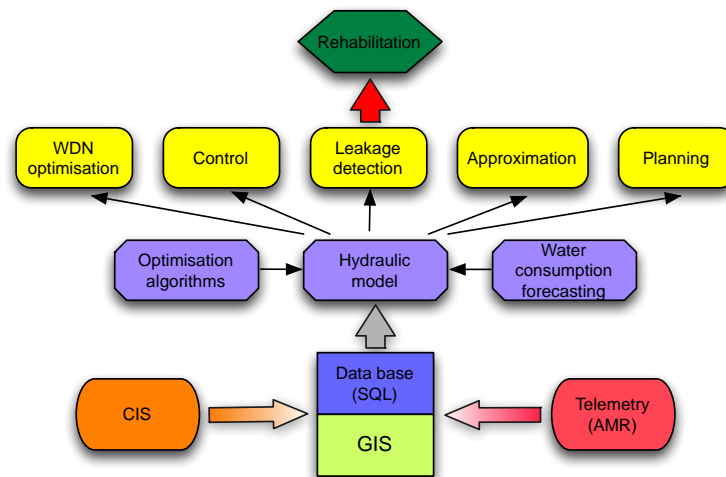 Rehabilitation
WDN
optimisation
Control
Leakage
detection
Approximation
Planning
Optimisation
algorithms
Hydraulic
model
Water
consumption
forecasting
Data base
(SQL)
CIS
GIS
Telemetry
(AMR)